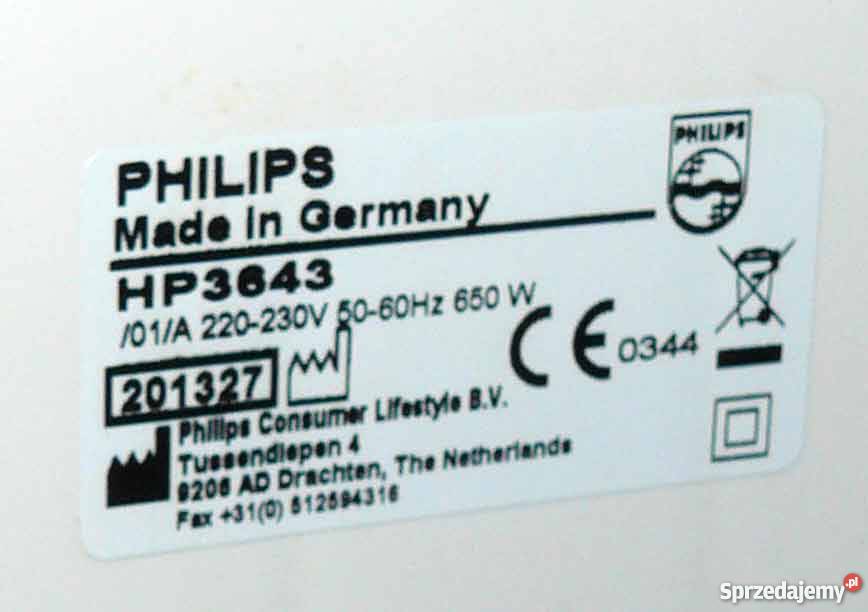 PHILIPS
PHILIPS
Made in Germany
HP3643
/01/A 220-230V 50-60Hz 650 W
CE 0344
201327
Philips Consumer Lifestyle B.V.
Tussendiepen 4
9206 AD Drachten, The Netherlands
Fax +31(0) 512594316
Sprzedajemy.pl